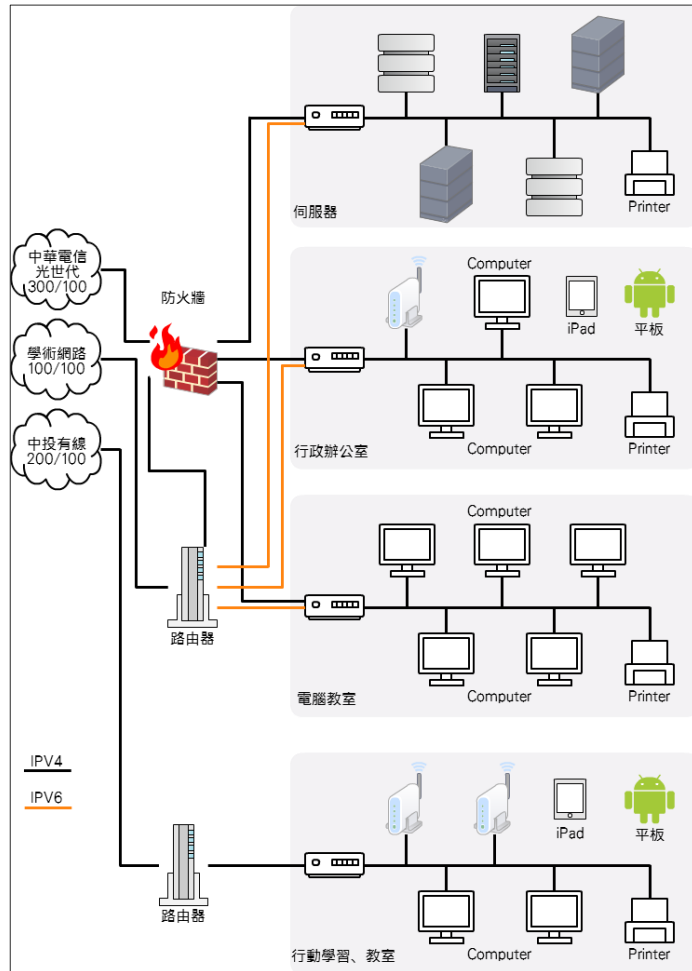 Printer
伺服器
中華電信
光世代
300/100
防火牆
學術網路
100/100
中投有線
200/100
Computer
iPad
平板
Computer
Printer
行政辦公室
Computer
路由器
Computer
Printer
電腦教室
IPV4
IPV6
iPad
平板
路由器
Computer
Printer
行動學習、教室